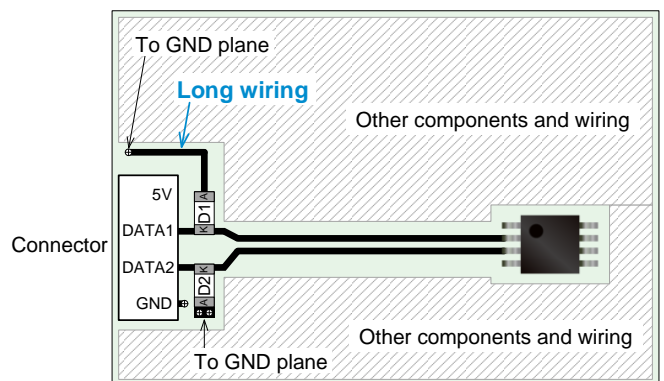 To GND plane
Long wiring
Other components and wiring
5V
A
D1
K
DATA1
Connector
DATA2
K
D2
A
GND
Other components and wiring
To GND plane